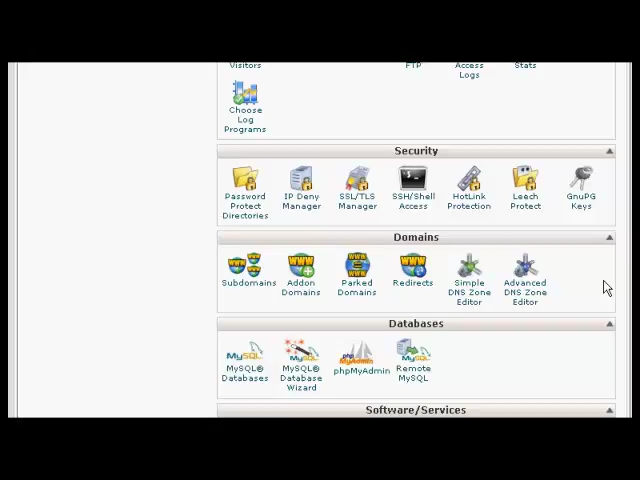 Visitors FTP Access Stats
Logs
Choose
Log
Programs
Security
Password IP Deny SSL/TLS SSH/Shell HotLink Leech GnuPG
Protect Manager Manager Access Protection Protect Keys
Directories
Domains
Subdomains Addon Parked Redirects Simple Advanced
Domains Domains DNS Zone DNS Zone
Editor Editor
Databases
MySQL® MySQL® phpMyAdmin Remote
Databases Database MySQL
Wizard
Software/Services